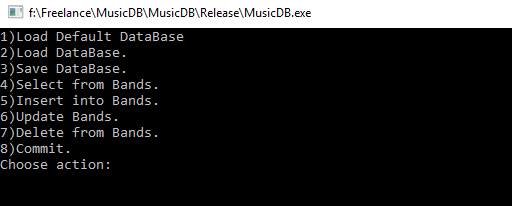 f:\Freelance\MusicDB\MusicDB\Release\MusicDB.exe
1)Load Default DataBase
2)Load DataBase.
3)Save DataBase.
4)Select from Bands.
5)Insert into Bands.
6)Update Bands.
7)Delete from Bands.
8)Commit.
Choose action: